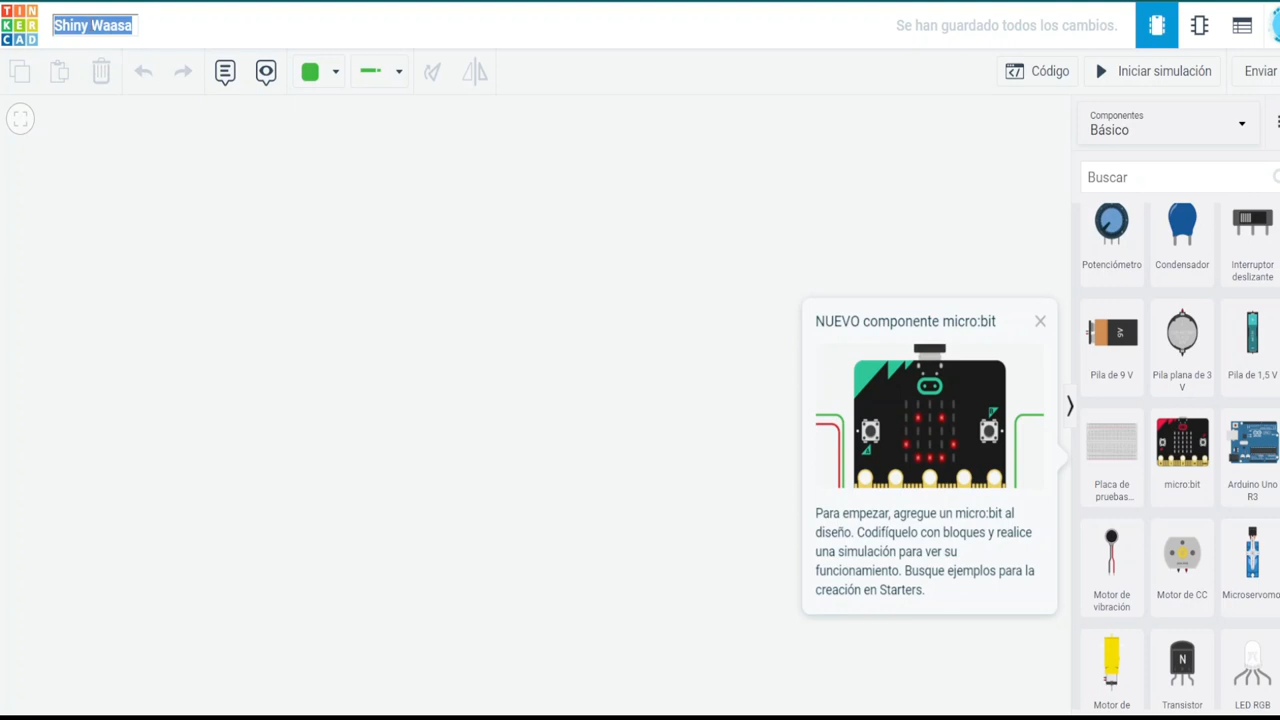 TIN
KER
CAD
Shiny Waasa
Se han guardado todos los cambios.
Código
Iniciar simulación
Enviar
Componentes
Básico
Buscar
Potenciómetro
Condensador
Interruptor
deslizante
Pila de 9 V
Pila plana de 3
V
Pila de 1,5 V
Placa de
pruebas...
micro:bit
Arduino Uno
R3
Motor de
vibración
Motor de CC
Microservomo
Motor de
Transistor
LED RGB
NUEVO componente micro:bit
Para empezar, agregue un micro:bit al
diseño. Codifíquelo con bloques y realice
una simulación para ver su
funcionamiento. Busque ejemplos para la
creación en Starters.
9V
N
A
B